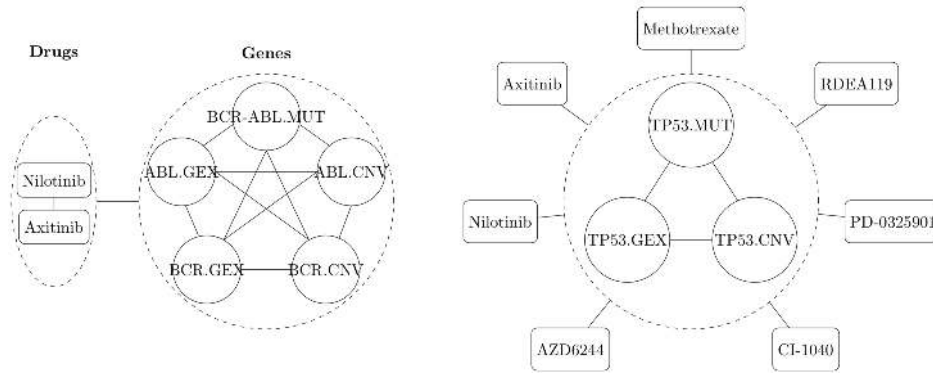 Drugs
Genes
BCR-ABL.MUT
ABL.GEX
ABL.CNV
BCR.GEX
BCR.CNV
Nilotinib
Axitinib
Methotrexate
Axitinib
RDEA119
TP53.MUT
Nilotinib
TP53.GEX
TP53.CNV
PD-0325901
AZD6244
CI-1040